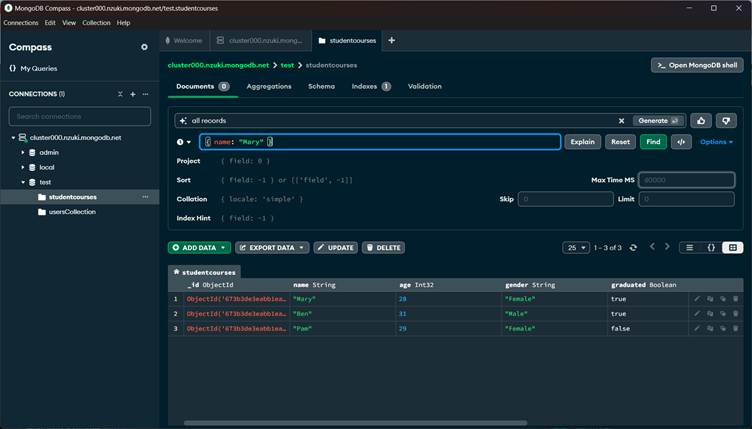 MongoDB Compass - cluster000.nzuki.mongodb.net/test.studentcourses
Connections Edit View Collection Help
Compass
{} My Queries
CONNECTIONS (1)
Search connections
cluster000.nzuki.mongodb.net
admin
local
test
studentcourses
usersCollection
Welcome cluster000.nzuki.mong... studentcourses
cluster000.nzuki.mongodb.net > test > studentcourses
>_ Open MongoDB shell
Documents 0 Aggregations Schema Indexes 1 Validation
all records
Generate
{ name: "Mary" }
Explain Reset Find </> Options
Project { field: 0 }
Sort { field: -1 } or [['field', -1]]
Max Time MS 60000
Collation { locale: 'simple' }
Skip 0 Limit 0
Index Hint { field: -1 }
ADD DATA EXPORT DATA UPDATE DELETE
25 1 - 3 of 3 {}
studentcourses
_id ObjectId name String age Int32 gender String graduated Boolean
1 ObjectId('673b3de3eabb1ea… "Mary" 28 "Female" true
2 ObjectId('673b3de3eabb1ea… "Ben" 31 "Male" true
3 ObjectId('673b3de3eabb1ea… "Pam" 29 "Female" false